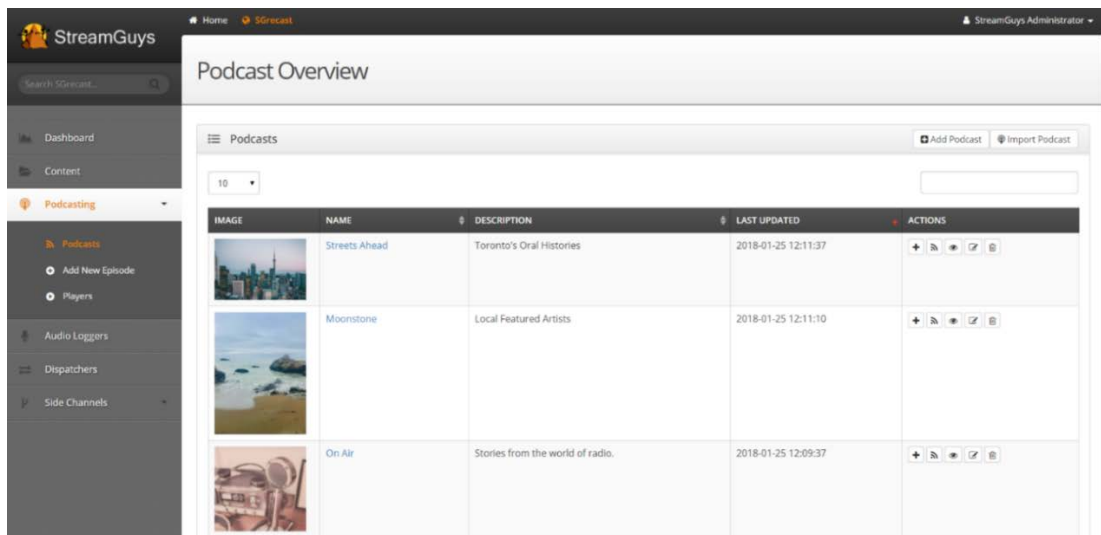 Home SGrecast StreamGuys Administrator
StreamGuys
Search SGrecast...
Podcast Overview
Dashboard
Content
Podcasting
Podcasts
Add New Episode
Players
Audio Loggers
Dispatchers
Side Channels
Podcasts Add Podcast Import Podcast
10
IMAGE NAME DESCRIPTION LAST UPDATED ACTIONS
Streets Ahead Toronto's Oral Histories 2018-01-25 12:11:37
Moonstone Local Featured Artists 2018-01-25 12:11:10
On Air Stories from the world of radio. 2018-01-25 12:09:37